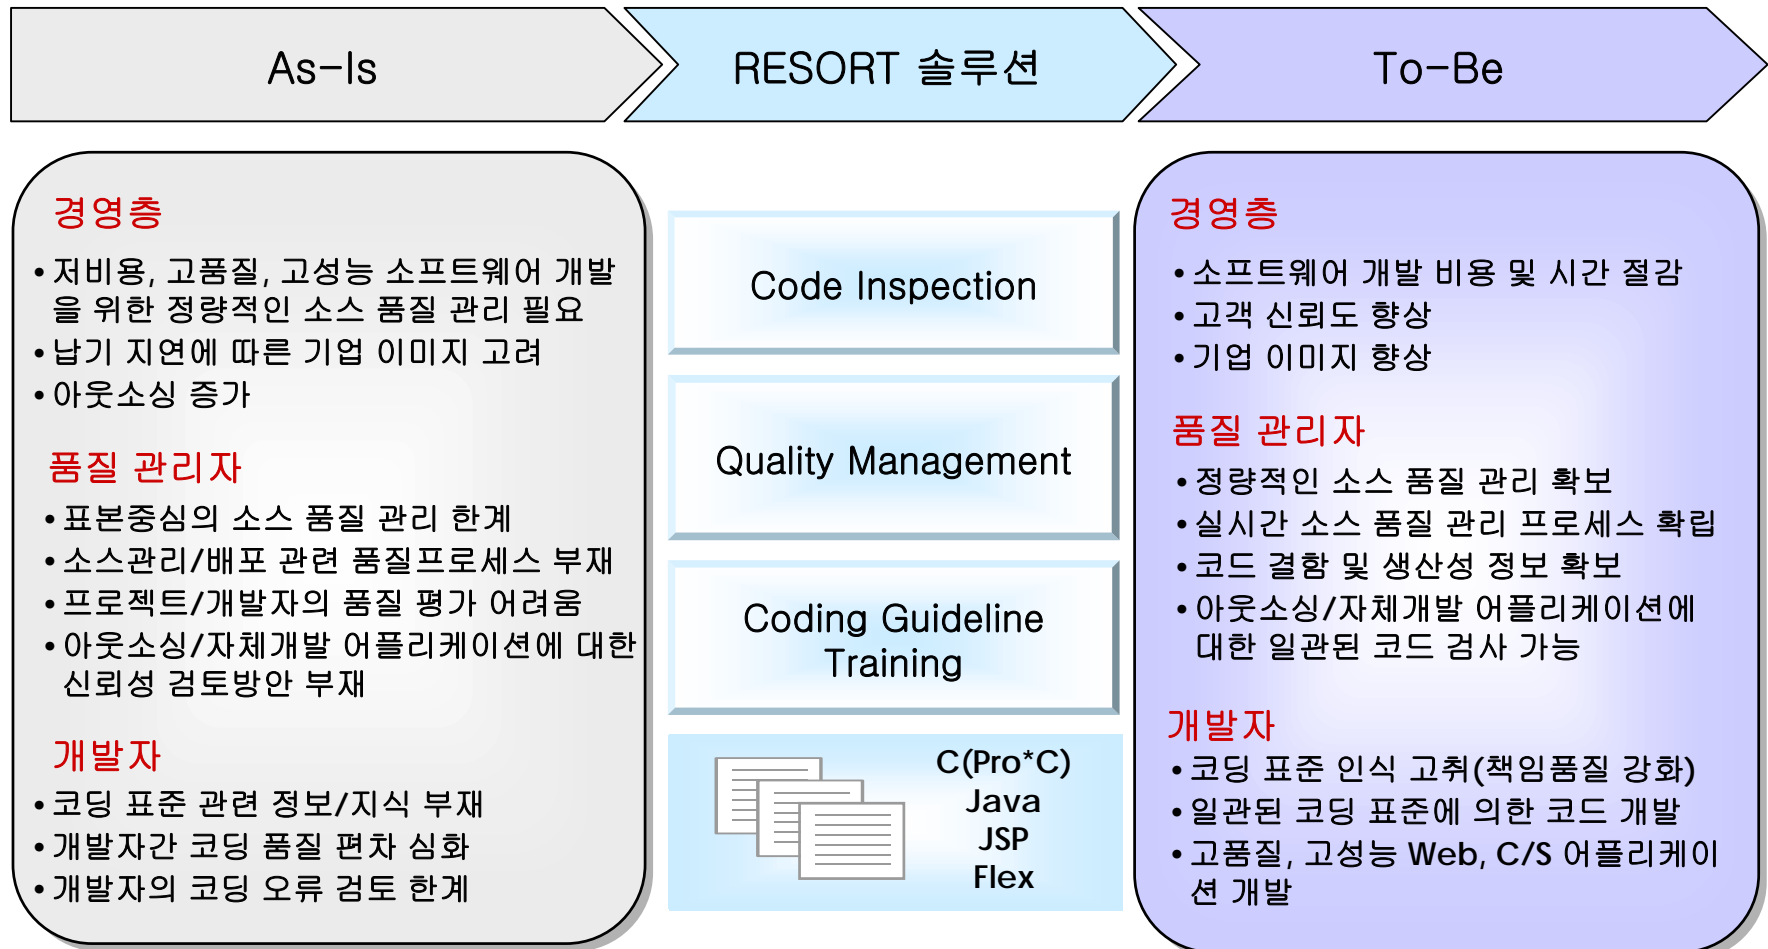 As-Is
RESORT 솔루션
To-Be
경영층
• 저비용, 고품질, 고성능 소프트웨어 개발
을 위한 정량적인 소스 품질 관리 필요
• 납기 지연에 따른 기업 이미지 고려
• 아웃소싱 증가
품질 관리자
• 표본중심의 소스 품질 관리 한계
• 소스관리/배포 관련 품질프로세스 부재
• 프로젝트/개발자의 품질 평가 어려움
• 아웃소싱/자체개발 어플리케이션에 대한
신뢰성 검토방안 부재
개발자
• 코딩 표준 관련 정보/지식 부재
• 개발자간 코딩 품질 편차 심화
• 개발자의 코딩 오류 검토 한계
Code Inspection
Quality Management
Coding Guideline
Training
C(Pro*C)
Java
JSP
Flex
경영층
• 소프트웨어 개발 비용 및 시간 절감
• 고객 신뢰도 향상
• 기업 이미지 향상
품질 관리자
• 정량적인 소스 품질 관리 확보
• 실시간 소스 품질 관리 프로세스 확립
• 코드 결함 및 생산성 정보 확보
• 아웃소싱/자체개발 어플리케이션에
대한 일관된 코드 검사 가능
개발자
• 코딩 표준 인식 고취(책임품질 강화)
• 일관된 코딩 표준에 의한 코드 개발
• 고품질, 고성능 Web, C/S 어플리케이
션 개발